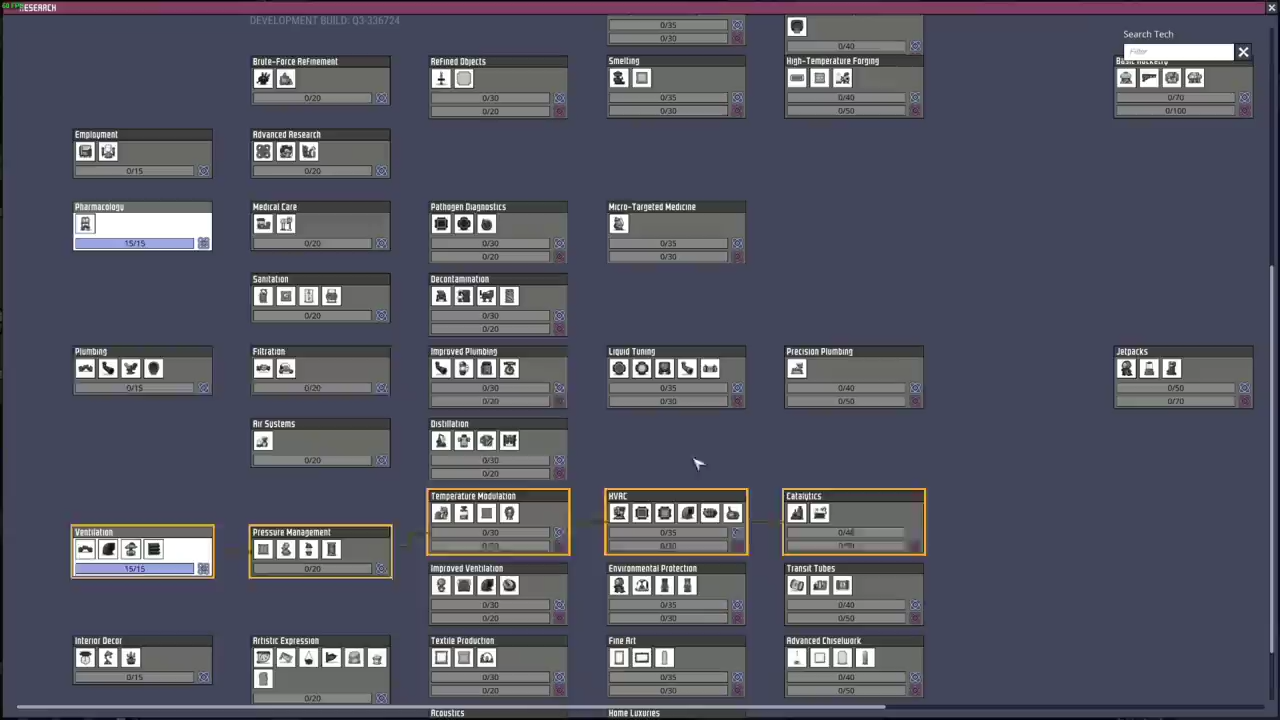 60 FPS
RESEARCH
DEVELOPMENT BUILD: Q3-336724
0/35
0/30
0/40
Search Tech
Filter
Brute-Force Refinement
0/20
Refined Objects
0/30
0/20
Smelting
0/35
0/30
High-Temperature Forging
0/40
0/50
Basic Rocketry
0/70
0/100
Employment
0/15
Advanced Research
0/20
Pharmacology
15/15
Medical Care
0/20
Pathogen Diagnostics
0/30
0/20
Micro-Targeted Medicine
0/35
0/30
Sanitation
0/20
Decontamination
0/30
0/20
Plumbing
0/15
Filtration
0/20
Improved Plumbing
0/30
0/20
Liquid Tuning
0/35
0/30
Precision Plumbing
0/40
0/50
Jetpacks
0/50
0/70
Air Systems
0/20
Distillation
0/30
0/20
Ventilation
15/15
Pressure Management
0/20
Temperature Modulation
0/30
0/20
HVAC
0/35
0/30
Catalytics
0/40
Improved Ventilation
0/30
0/20
Environmental Protection
0/35
0/30
Transit Tubes
0/40
0/50
Interior Decor
0/15
Artistic Expression
0/20
Textile Production
0/30
0/20
Fine Art
0/35
0/30
Advanced Chiselwork
0/40
0/50
Acoustics
Home Luxuries